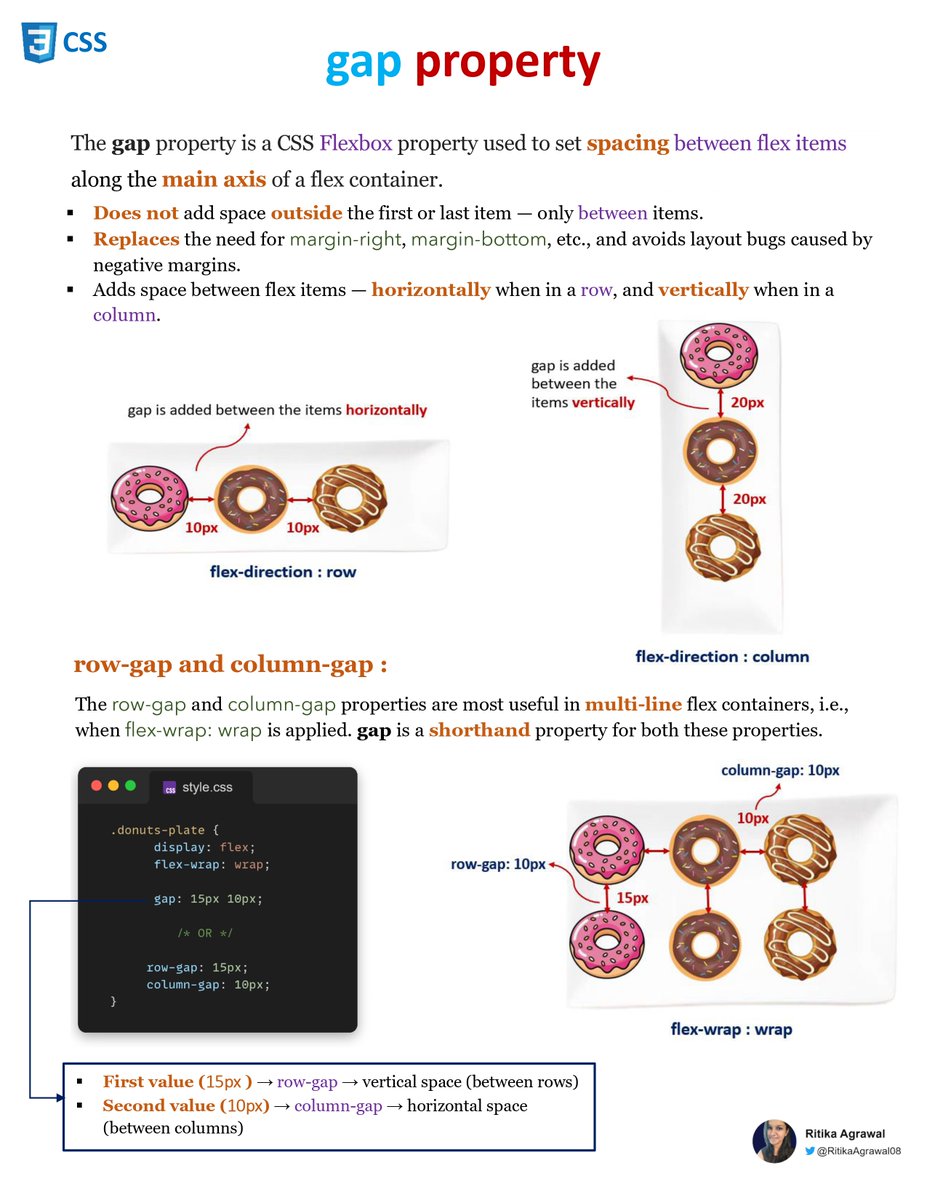 CSS
gap property
The gap property is a CSS Flexbox property used to set spacing between flex items
along the main axis of a flex container.
▪ Does not add space outside the first or last item — only between items.
▪ Replaces the need for margin-right, margin-bottom, etc., and avoids layout bugs caused by
negative margins.
▪ Adds space between flex items — horizontally when in a row, and vertically when in a
column.
gap is added between the items horizontally
10px
10px
flex-direction : row
gap is added
between the
items vertically
20px
20px
flex-direction : column
row-gap and column-gap :
The row-gap and column-gap properties are most useful in multi-line flex containers, i.e.,
when flex-wrap: wrap is applied. gap is a shorthand property for both these properties.
CSS
style.css
.donuts-plate {
display: flex;
flex-wrap: wrap;
gap: 15px 10px;
/* OR */
row-gap: 15px;
column-gap: 10px;
}
column-gap: 10px
10px
row-gap: 10px
15px
flex-wrap : wrap
▪ First value (15px ) → row-gap → vertical space (between rows)
▪ Second value (10px) → column-gap → horizontal space
(between columns)
Ritika Agrawal
@RitikaAgrawal08